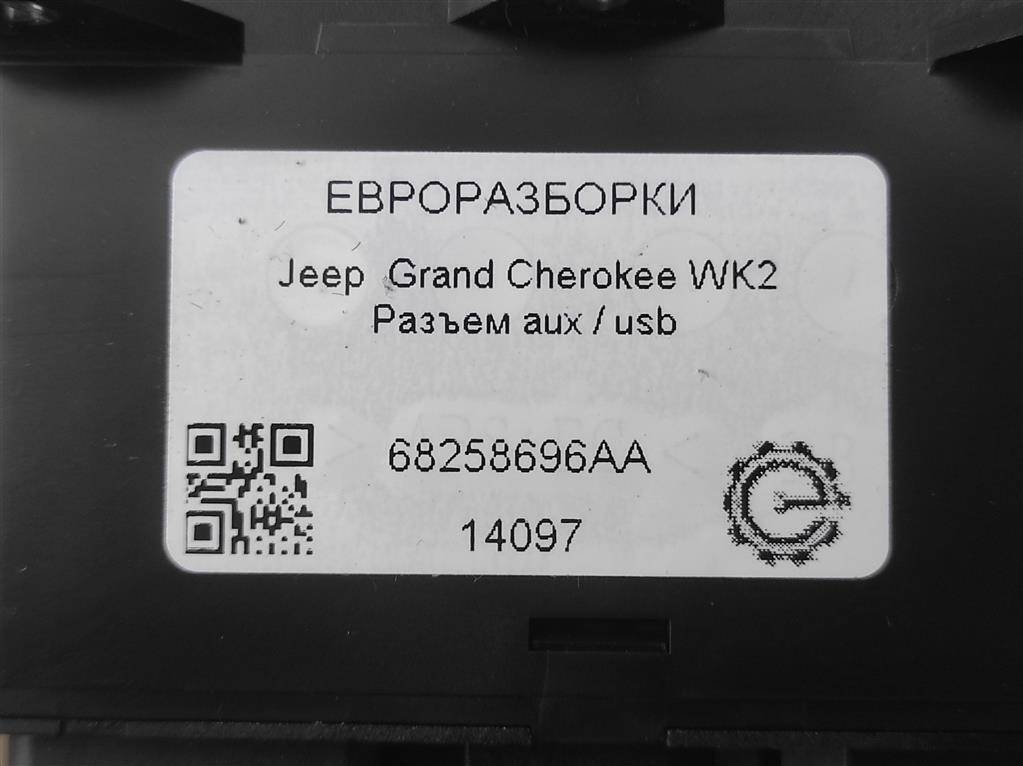 ЕВРОРАЗБОРКИ
Jeep Grand Cherokee WK2
Разъем aux / usb
68258696AA
14097